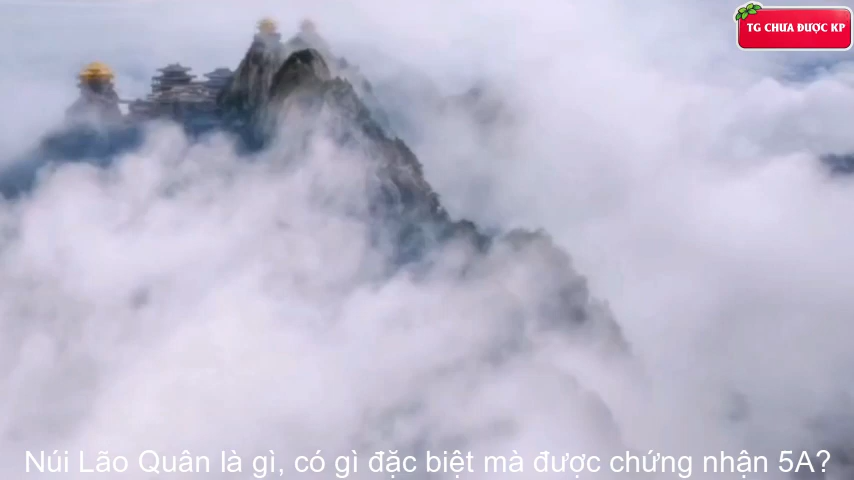 TG CHƯA ĐƯỢC KP
Núi Lão Quân là gì, có gì đặc biệt mà được chứng nhận 5A?